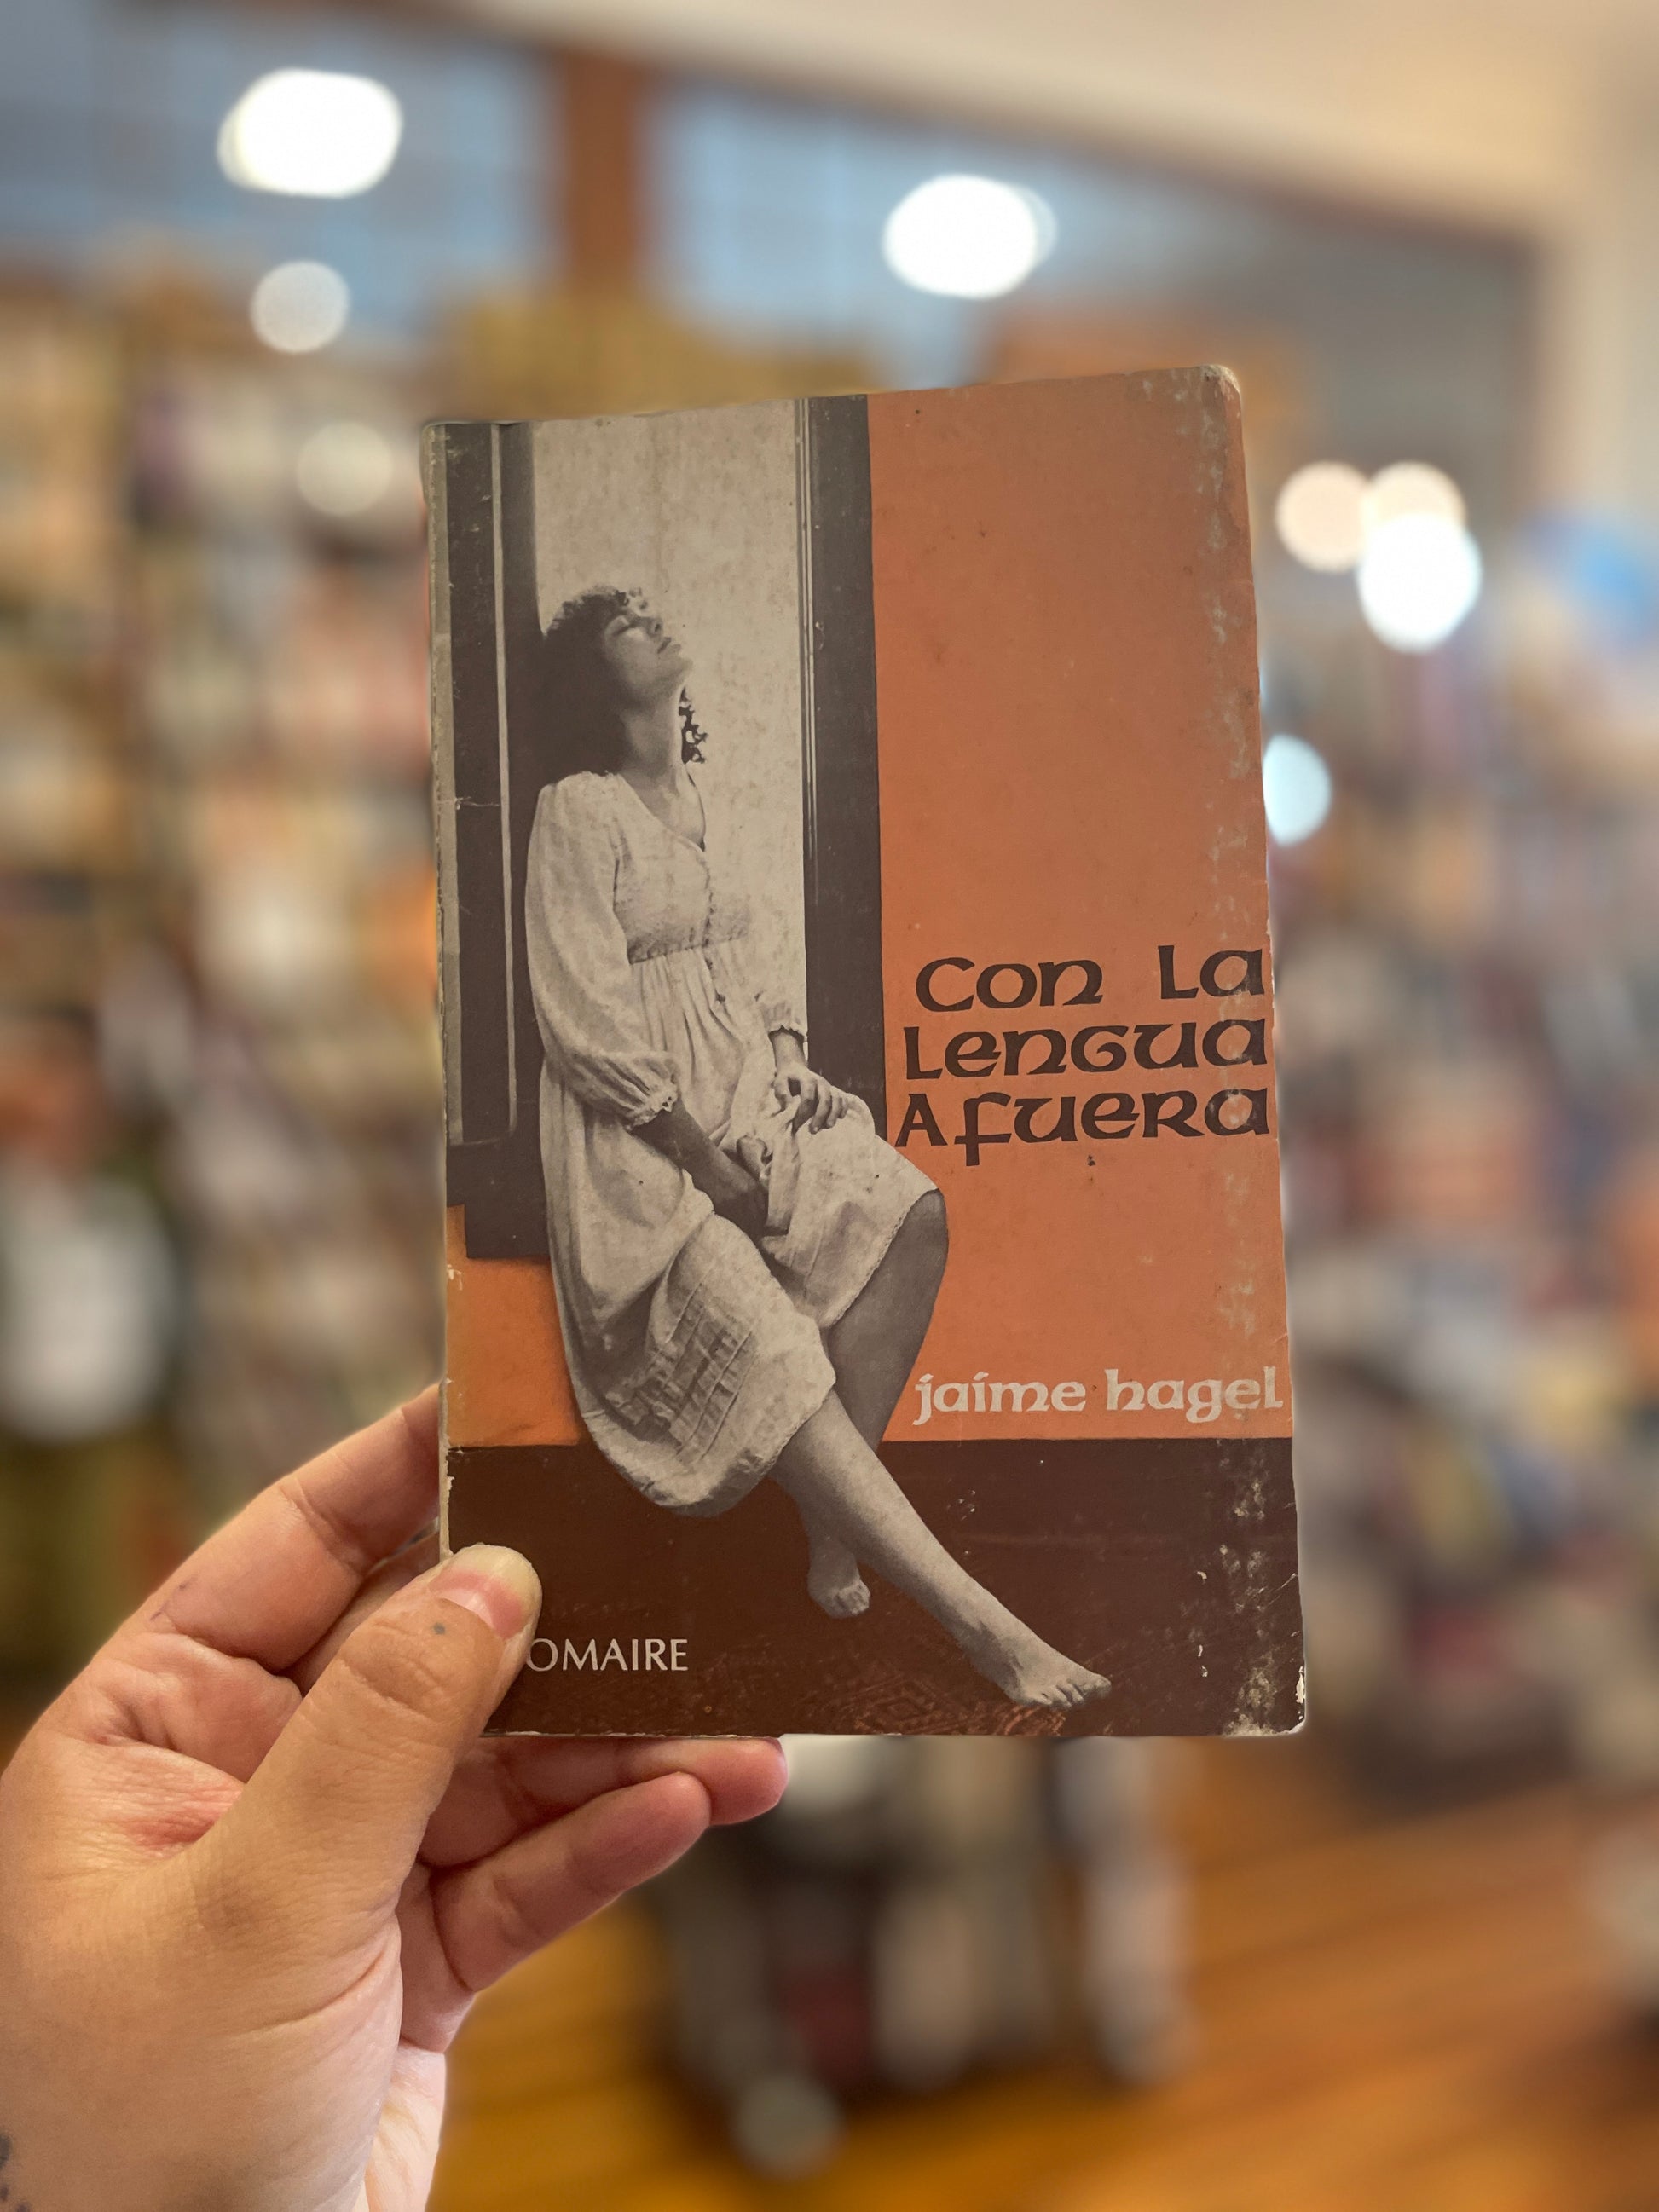 Con La
Lengua
Afuera
jaime hagel
OMAIRE